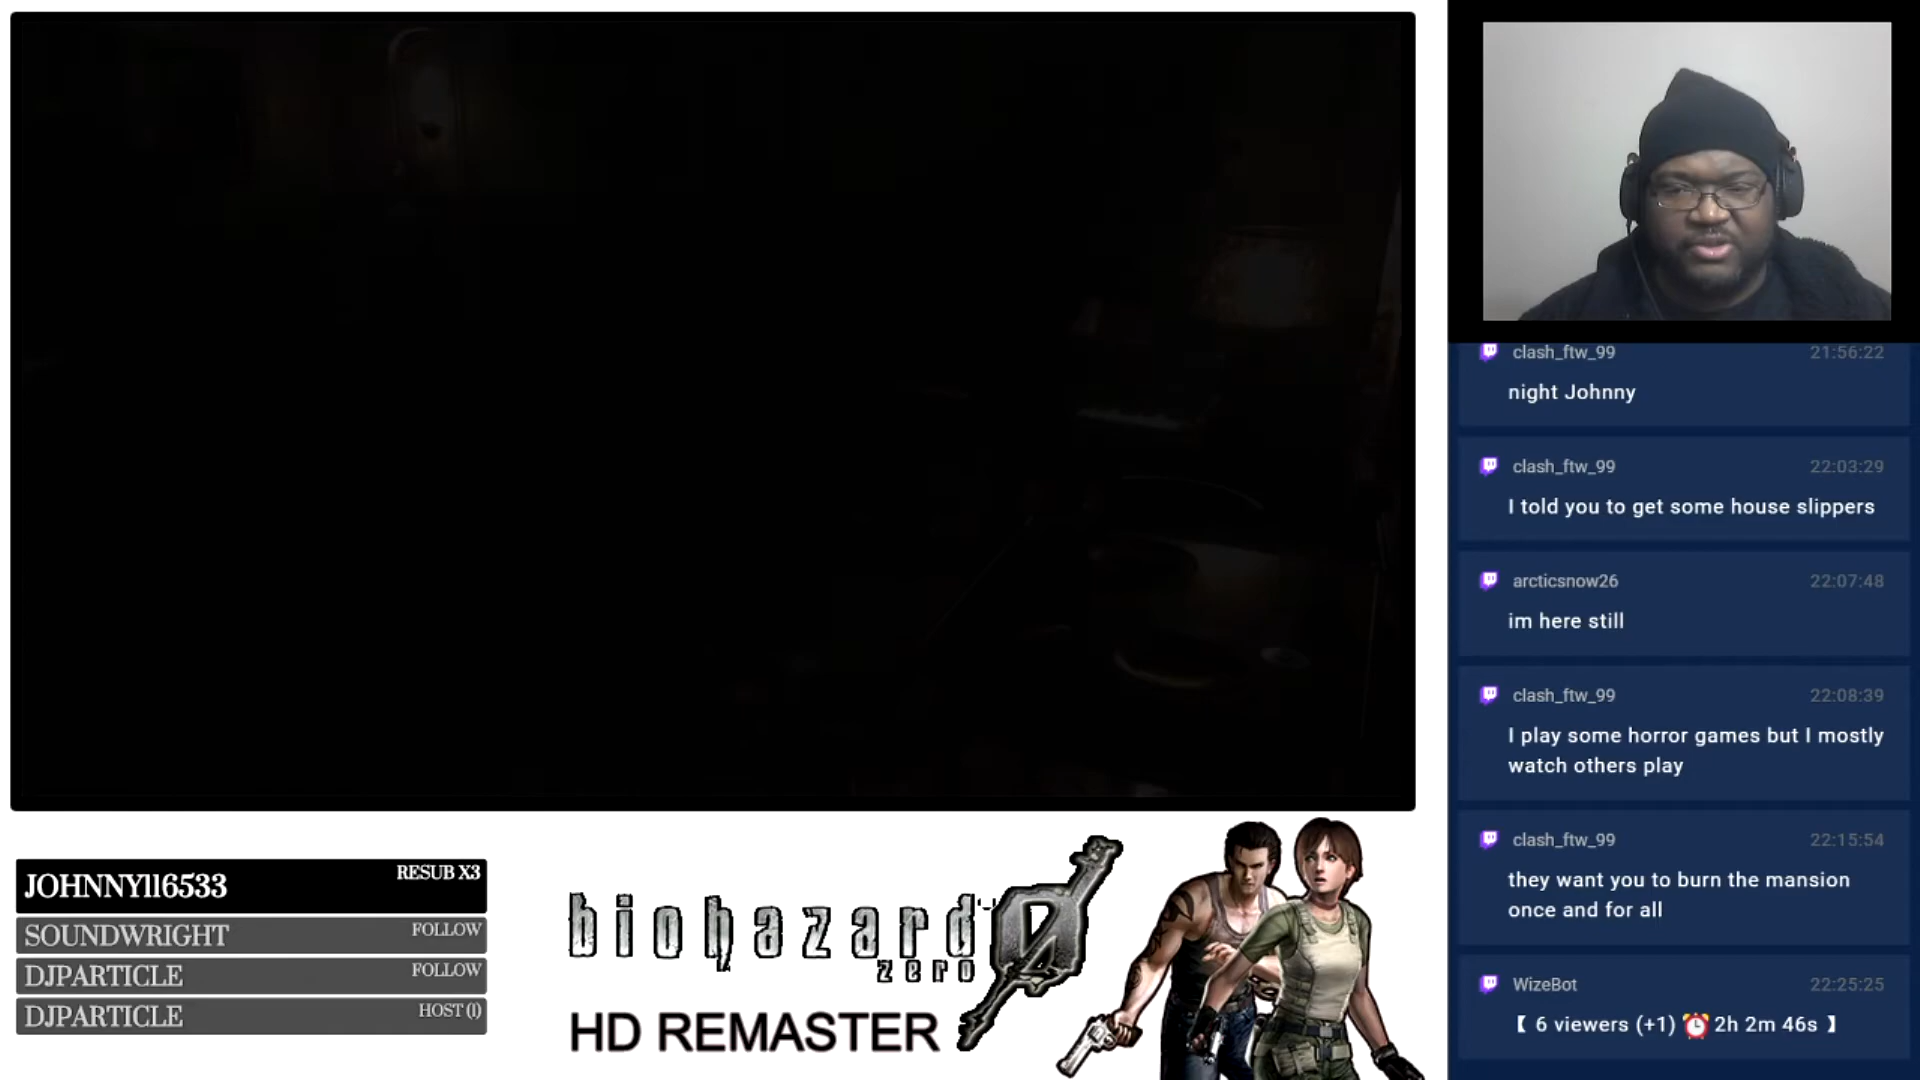 clash_ftw_99 21:56:22
night Johnny
clash_ftw_99 22:03:29
I told you to get some house slippers
arcticsnow26 22:07:48
im here still
clash_ftw_99 22:08:39
I play some horror games but I mostly
watch others play
clash_ftw_99 22:15:54
they want you to burn the mansion
once and for all
WizeBot 22:25:25
【 6 viewers (+1) ⏰ 2h 2m 46s 】
JOHNNY116533 RESUB X3
SOUNDWRIGHT FOLLOW
DJPARTICLE FOLLOW
DJPARTICLE HOST (1)
biohazard 0
zero
HD REMASTER